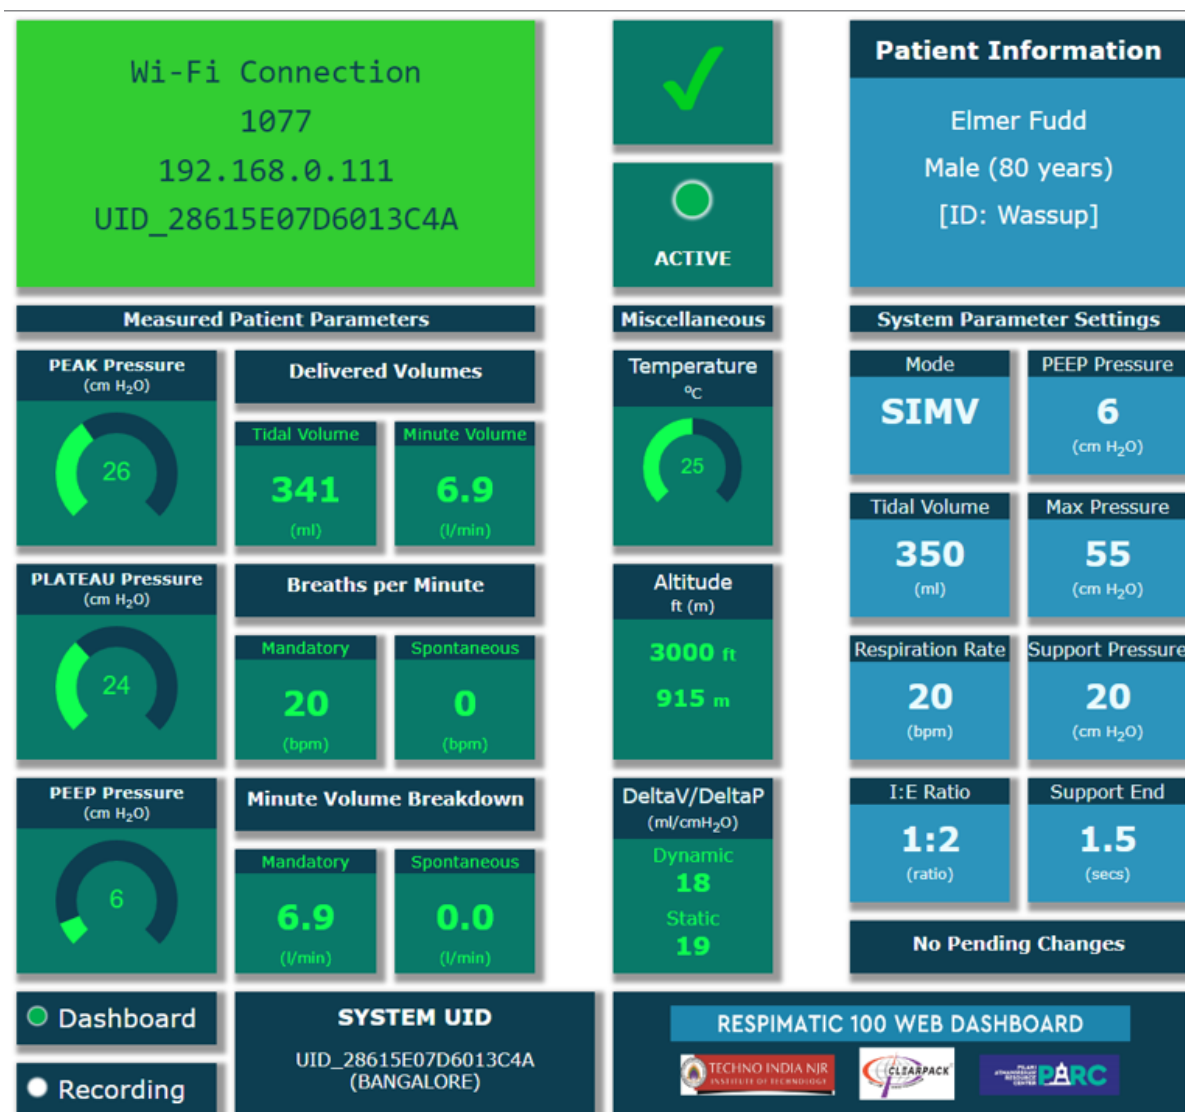 Wi-Fi Connection
1077
192.168.0.111
UID_28615E07D6013C4A
ACTIVE
Patient Information
Elmer Fudd
Male (80 years)
[ID: Wassup]
Measured Patient Parameters
PEAK Pressure
(cm H₂O)
26
Delivered Volumes
Tidal Volume
341
(ml)
Minute Volume
6.9
(l/min)
PLATEAU Pressure
(cm H₂O)
24
Breaths per Minute
Mandatory
20
(bpm)
Spontaneous
0
(bpm)
PEEP Pressure
(cm H₂O)
6
Minute Volume Breakdown
Mandatory
6.9
(l/min)
Spontaneous
0.0
(l/min)
Miscellaneous
Temperature
ºC
25
Altitude
ft (m)
3000 ft
915 m
DeltaV/DeltaP
(ml/cmH₂O)
Dynamic
18
Static
19
System Parameter Settings
Mode
SIMV
PEEP Pressure
6
(cm H₂O)
Tidal Volume
350
(ml)
Max Pressure
55
(cm H₂O)
Respiration Rate
20
(bpm)
Support Pressure
20
(cm H₂O)
I:E Ratio
1:2
(ratio)
Support End
1.5
(secs)
No Pending Changes
Dashboard
Recording
SYSTEM UID
UID_28615E07D6013C4A
(BANGALORE)
RESPIMATIC 100 WEB DASHBOARD
TECHNO INDIA NJR
INSTITUTE OF TECHNOLOGY
CLEARPACK
RESOURCE
CENTER
PARC